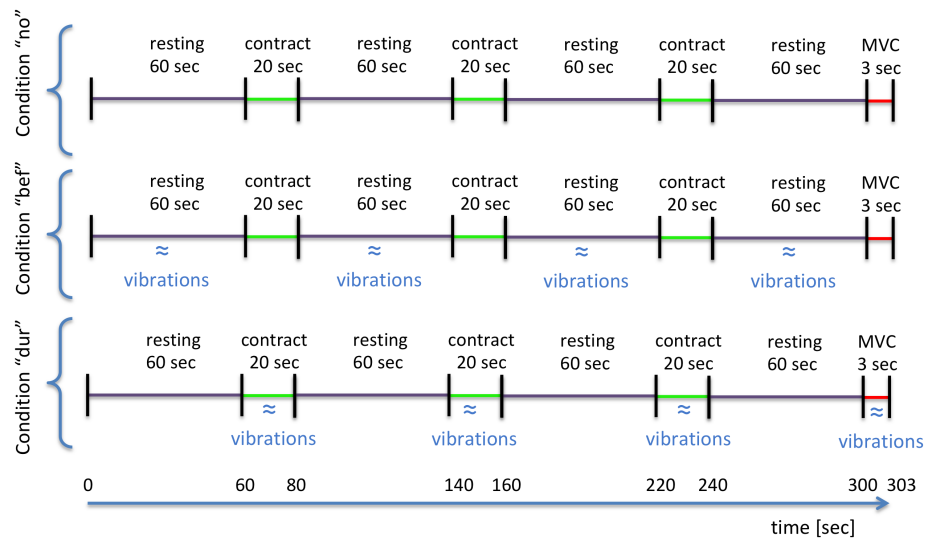 Condition “no”
resting contract resting contract resting contract resting MVC
60 sec 20 sec 60 sec 20 sec 60 sec 20 sec 60 sec 3 sec
Condition “bef”
resting contract resting contract resting contract resting MVC
60 sec 20 sec 60 sec 20 sec 60 sec 20 sec 60 sec 3 sec
≈ ≈ ≈ ≈
vibrations vibrations vibrations vibrations
Condition “dur”
resting contract resting contract resting contract resting MVC
60 sec 20 sec 60 sec 20 sec 60 sec 20 sec 60 sec 3 sec
≈ ≈ ≈ ≈
vibrations vibrations vibrations vibrations
0 60 80 140 160 220 240 300 303
time [sec]